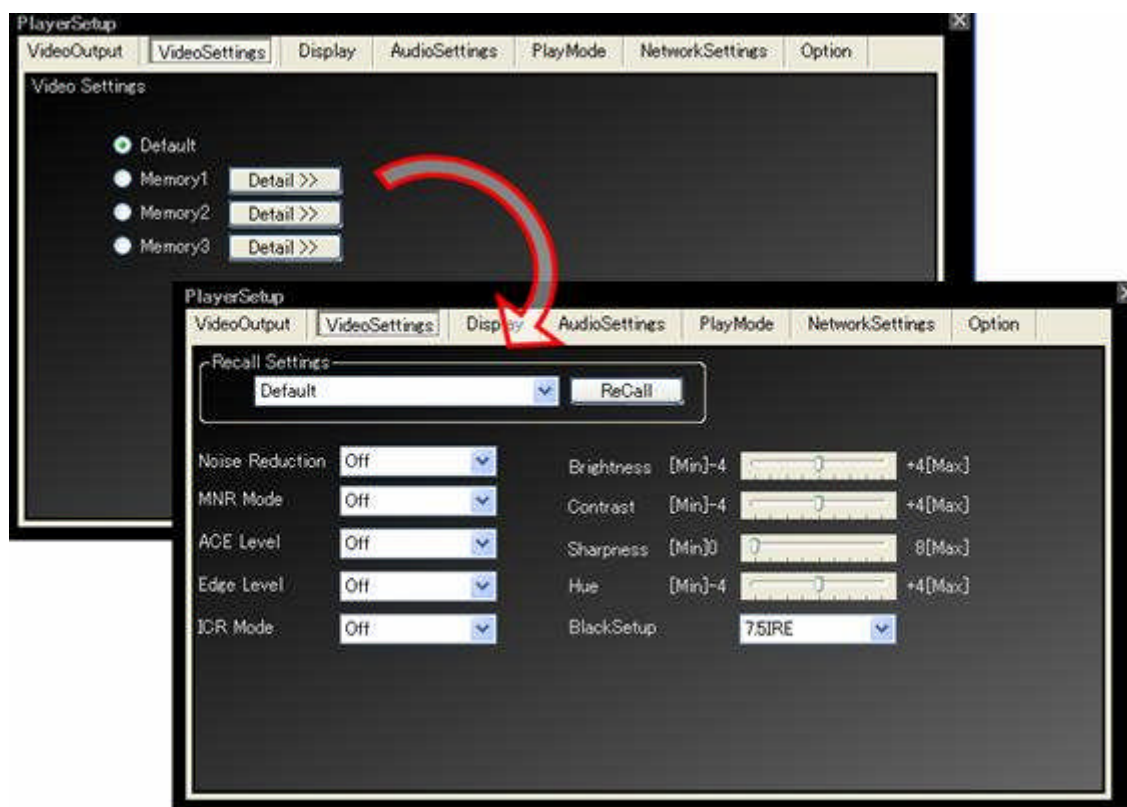 PlayerSetup
VideoOutput VideoSettings Display AudioSettings PlayMode NetworkSettings Option
Video Settings
Default
Memory1 Detail >>
Memory2 Detail >>
Memory3 Detail >>
PlayerSetup
VideoOutput VideoSettings Display AudioSettings PlayMode NetworkSettings Option
Recall Settings
Default ReCall
Noise Reduction Off Brightness [Min]-4 +4[Max]
MNR Mode Off Contrast [Min]-4 +4[Max]
ACE Level Off Sharpness [Min]0 8[Max]
Edge Level Off Hue [Min]-4 +4[Max]
ICR Mode Off BlackSetup 7.5IRE